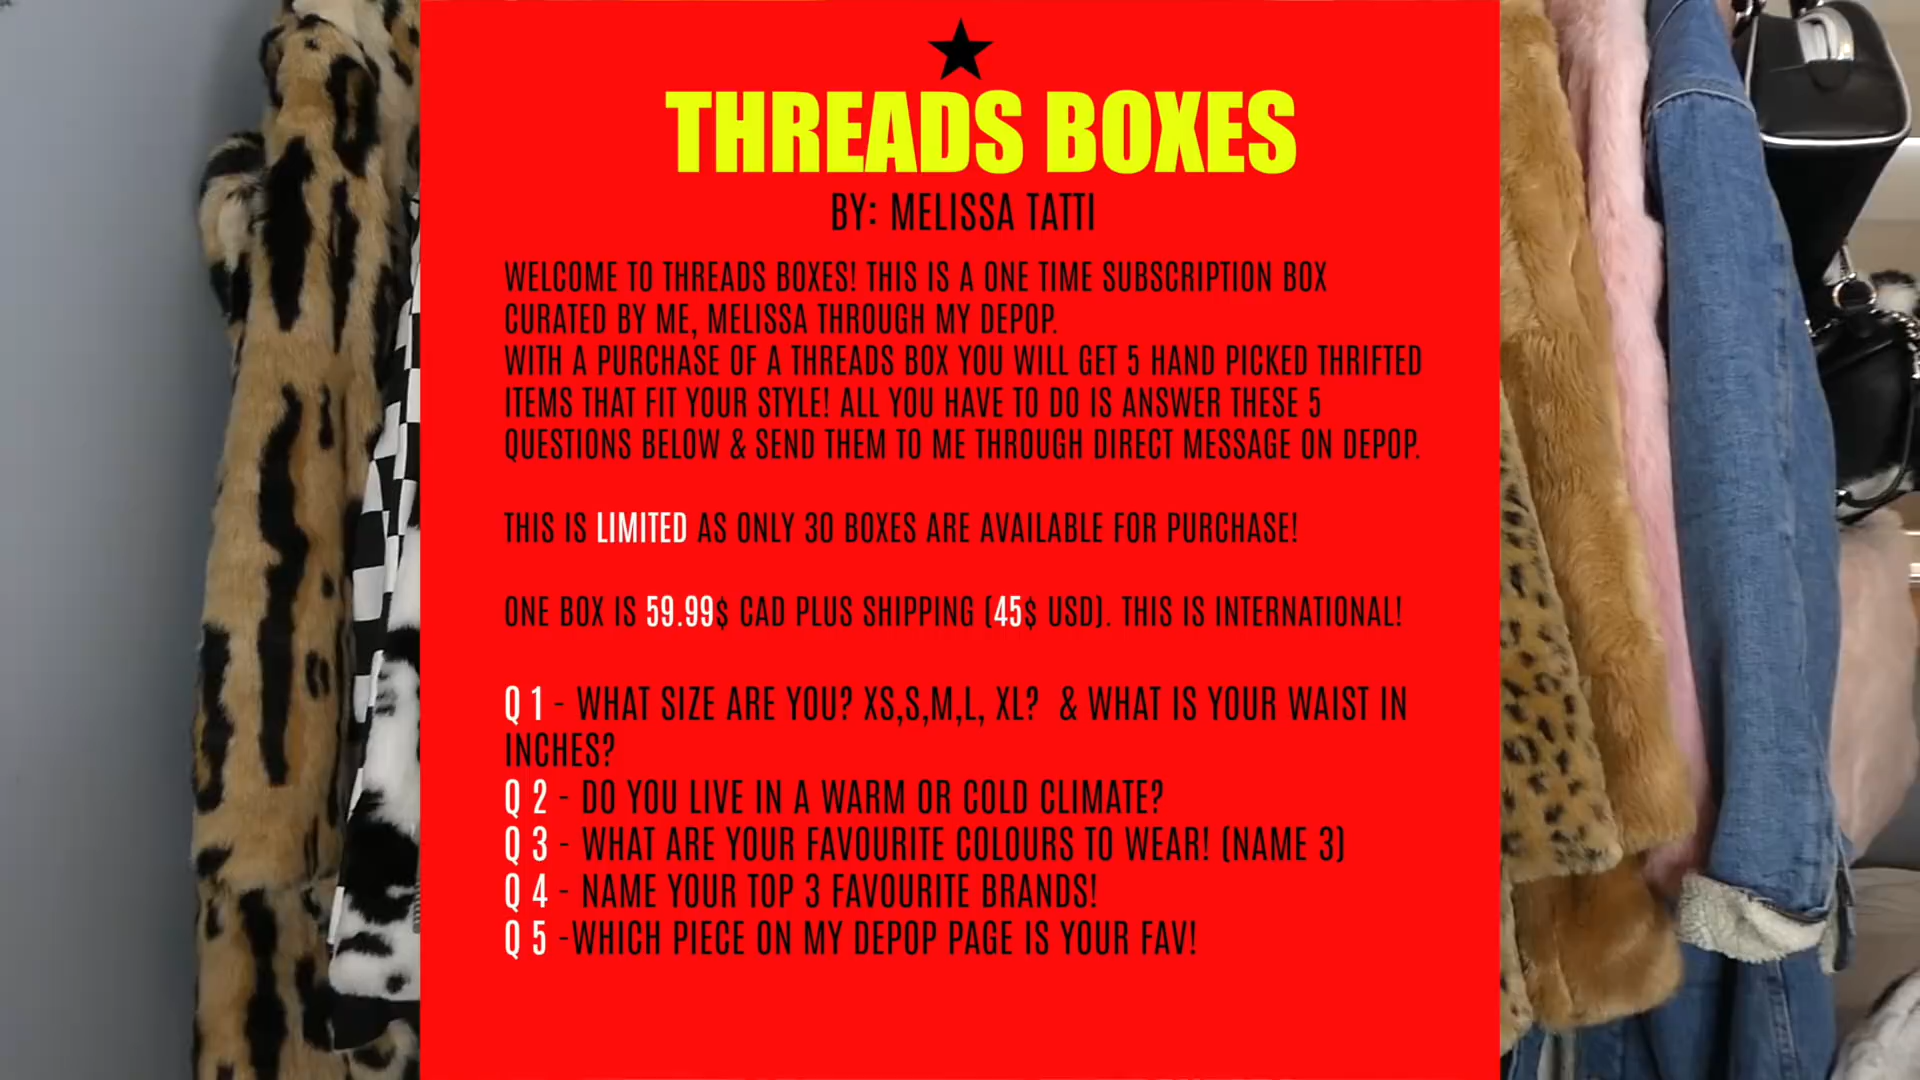 THREADS BOXES
BY: MELISSA TATTI
WELCOME TO THREADS BOXES! THIS IS A ONE TIME SUBSCRIPTION BOX
CURATED BY ME, MELISSA THROUGH MY DEPOP.
WITH A PURCHASE OF A THREADS BOX YOU WILL GET 5 HAND PICKED THRIFTED
ITEMS THAT FIT YOUR STYLE! ALL YOU HAVE TO DO IS ANSWER THESE 5
QUESTIONS BELOW & SEND THEM TO ME THROUGH DIRECT MESSAGE ON DEPOP.
THIS IS LIMITED AS ONLY 30 BOXES ARE AVAILABLE FOR PURCHASE!
ONE BOX IS 59.99$ CAD PLUS SHIPPING (45$ USD). THIS IS INTERNATIONAL!
Q 1 - WHAT SIZE ARE YOU? XS,S,M,L, XL? & WHAT IS YOUR WAIST IN
INCHES?
Q 2 - DO YOU LIVE IN A WARM OR COLD CLIMATE?
Q 3 - WHAT ARE YOUR FAVOURITE COLOURS TO WEAR! (NAME 3)
Q 4 - NAME YOUR TOP 3 FAVOURITE BRANDS!
Q 5 -WHICH PIECE ON MY DEPOP PAGE IS YOUR FAV!